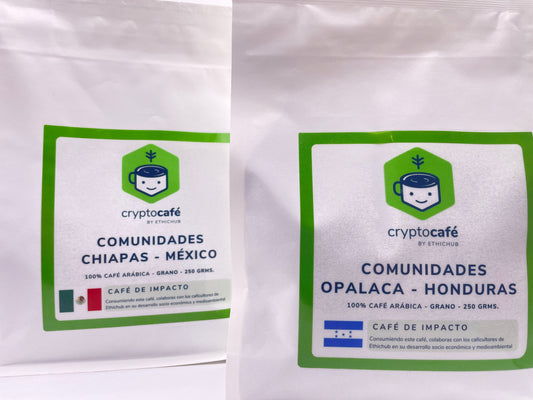 cryptocafé
BY ETHICHUB
COMUNIDADES
CHIAPAS - MÉXICO
100% CAFÉ ARÁBICA - GRANO - 250 GRMS.
CAFÉ DE IMPACTO
Consumiendo este café, colaboras con los caficultores de
Ethichub en su desarrollo socio económico y medioambiental
cryptocafé
BY ETHICHUB
COMUNIDADES
OPALACA - HONDURAS
100% CAFÉ ARÁBICA - GRANO - 250 GRMS.
CAFÉ DE IMPACTO
Consumiendo este café, colaboras con los caficultores de
Ethichub en su desarrollo socio económico y medioambiental